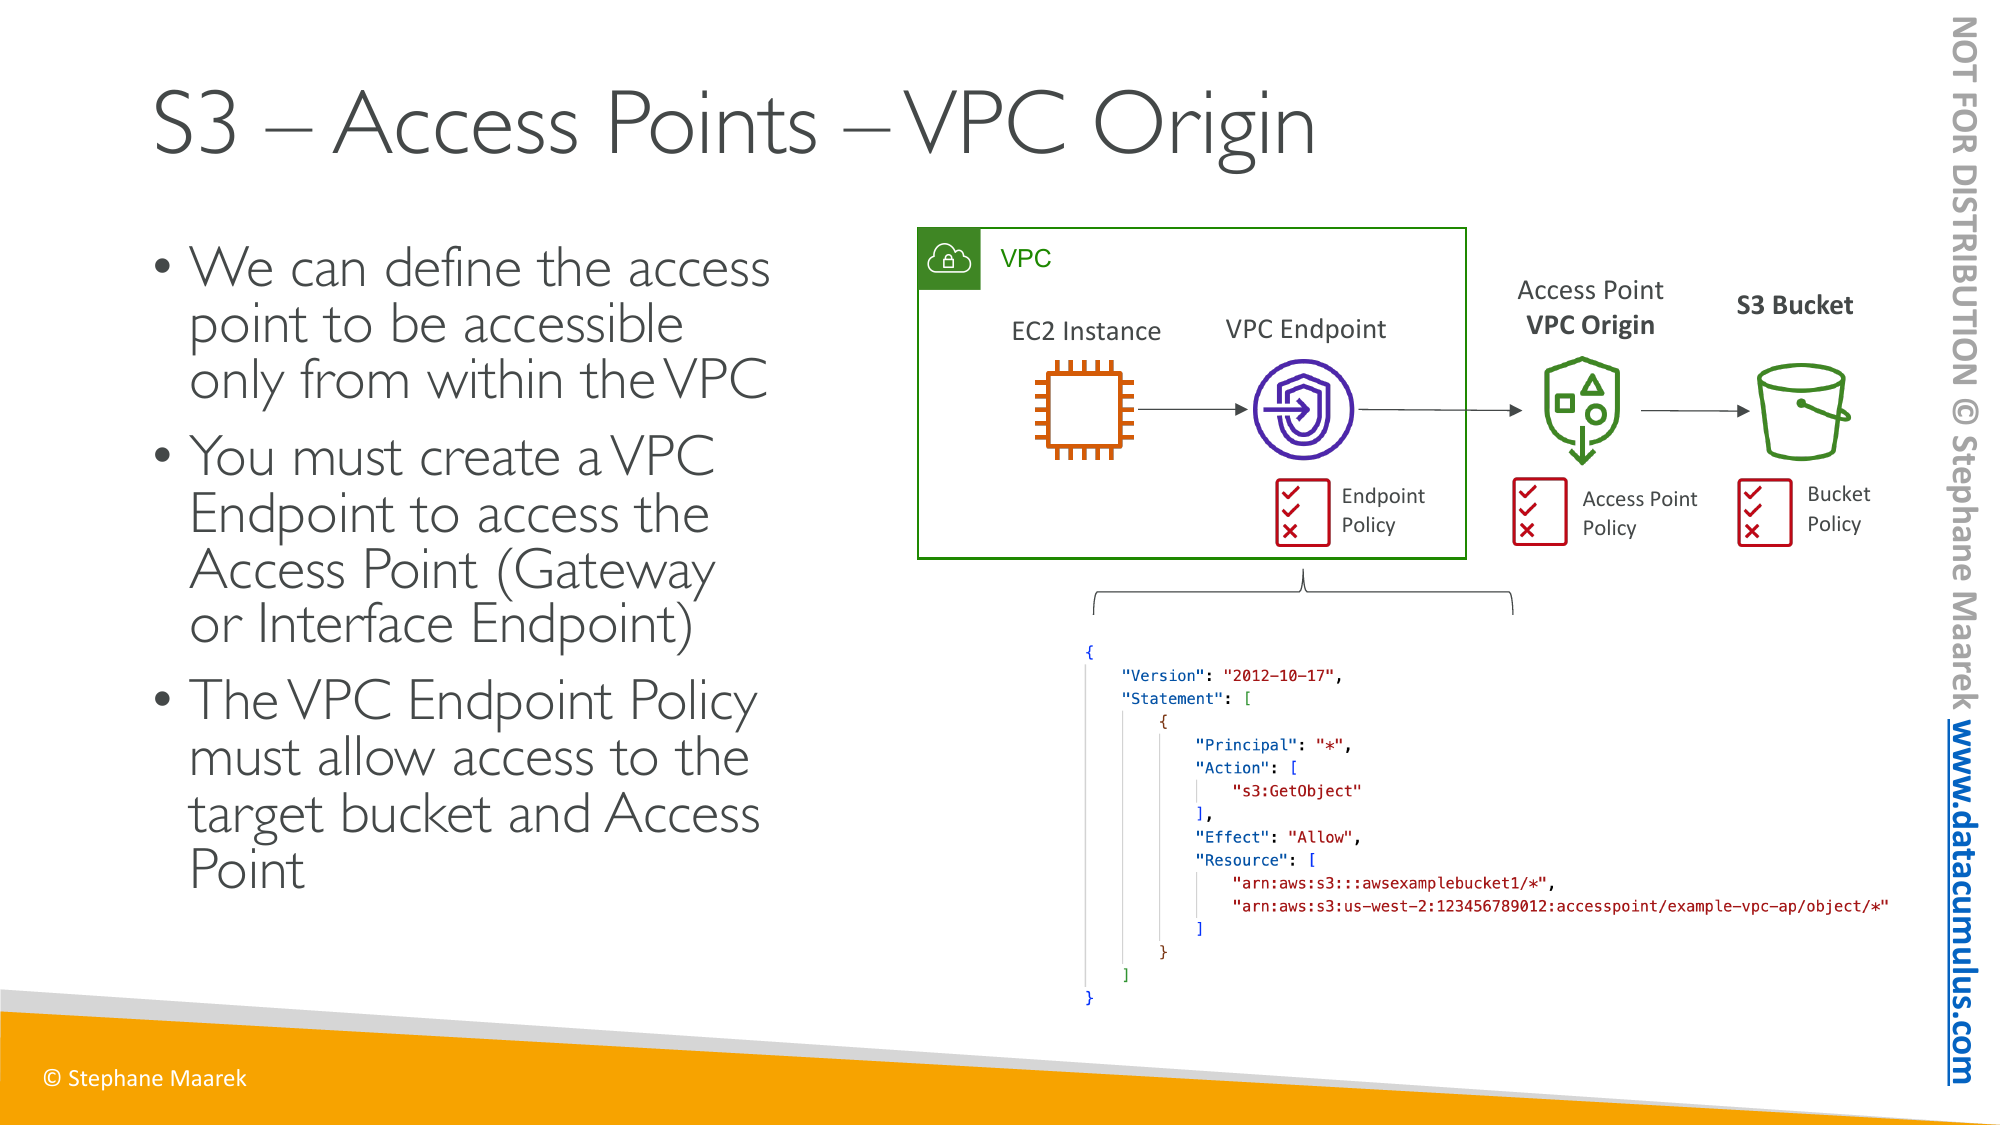 S3 – Access Points – VPC Origin
• We can define the access
point to be accessible
only from within the VPC
• You must create a VPC
Endpoint to access the
Access Point (Gateway
or Interface Endpoint)
• The VPC Endpoint Policy
must allow access to the
target bucket and Access
Point
VPC
EC2 Instance
VPC Endpoint
Access Point
VPC Origin
S3 Bucket
Endpoint
Policy
Access Point
Policy
Bucket
Policy
{
    "Version": "2012-10-17",
    "Statement": [
        {
            "Principal": "*",
            "Action": [
                "s3:GetObject"
            ],
            "Effect": "Allow",
            "Resource": [
                "arn:aws:s3:::awsexamplebucket1/*",
                "arn:aws:s3:us-west-2:123456789012:accesspoint/example-vpc-ap/object/*"
            ]
        }
    ]
}
© Stephane Maarek
NOT FOR DISTRIBUTION © Stephane Maarek www.datacumulus.com